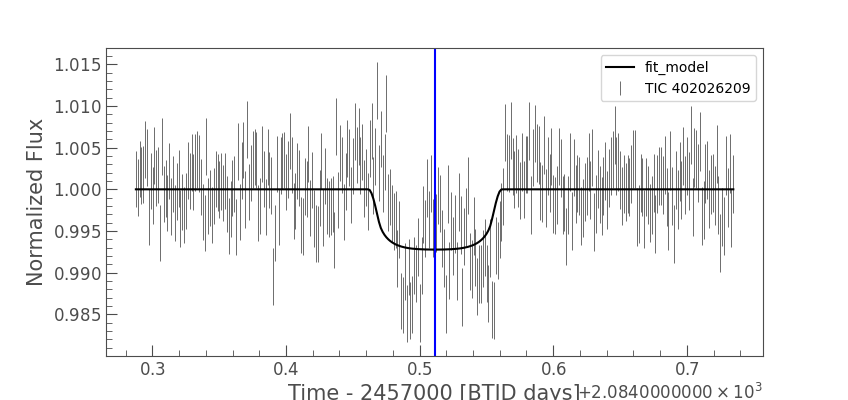 1.015
1.010
1.005
1.000
0.995
0.990
0.985
Normalized Flux
fit_model
TIC 402026209
0.3 0.4 0.5 0.6 0.7
Time - 2457000 [BTJD days]
+2.0840000000 × 10³